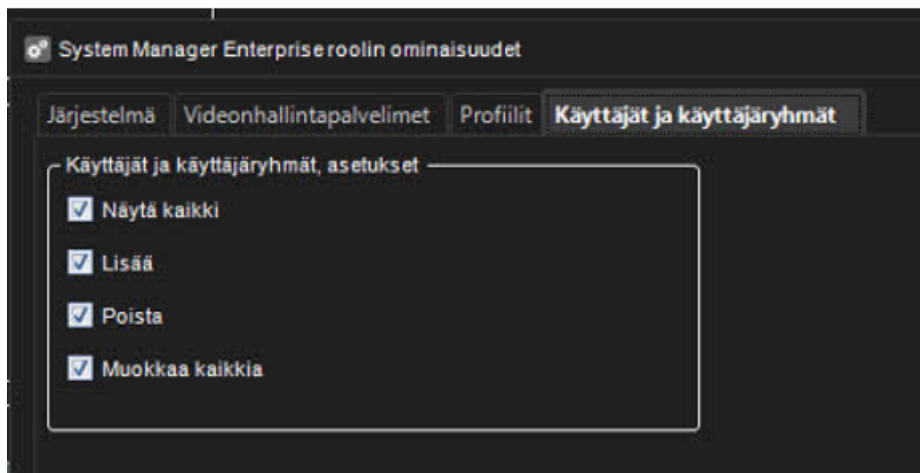 System Manager Enterprise roolin ominaisuudet
Järjestelmä Videonhallintapalvelimet Profiilit Käyttäjät ja käyttäjäryhmät
Käyttäjät ja käyttäjäryhmät, asetukset
Näytä kaikki
Lisää
Poista
Muokkaa kaikkia